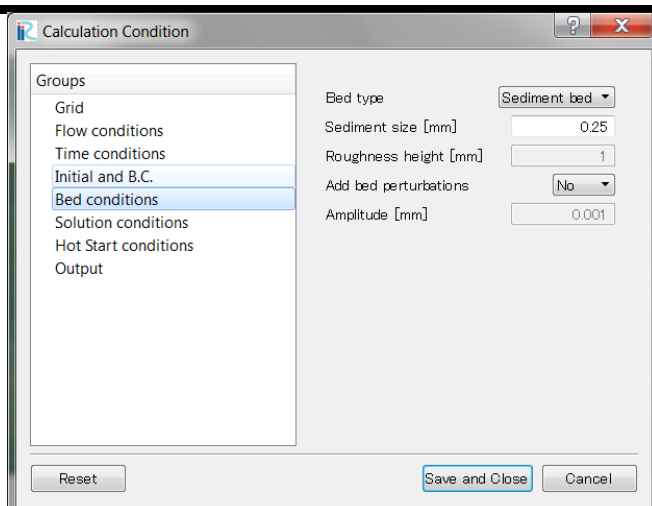 iRC Calculation Condition
Groups
Grid
Flow conditions
Time conditions
Initial and B.C.
Bed conditions
Solution conditions
Hot Start conditions
Output
Bed type Sediment bed
Sediment size [mm] 0.25
Roughness height [mm] 1
Add bed perturbations No
Amplitude [mm] 0.001
Reset Save and Close Cancel